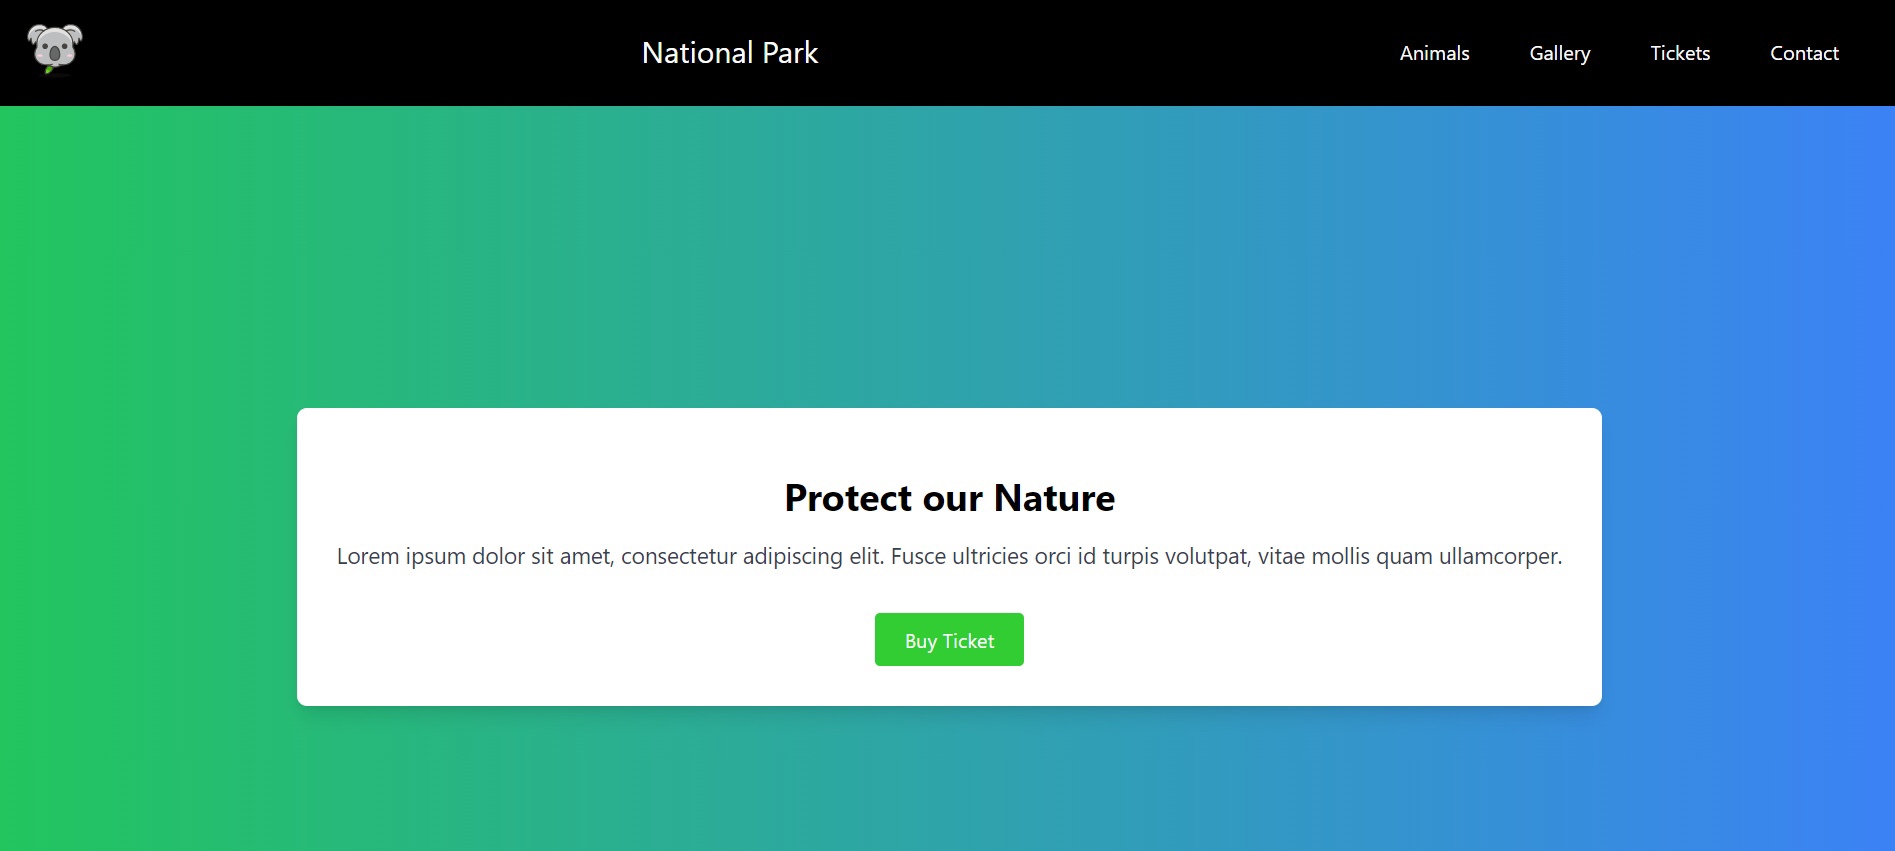 National Park
Animals
Gallery
Tickets
Contact
Protect our Nature
Lorem ipsum dolor sit amet, consectetur adipiscing elit. Fusce ultricies orci id turpis volutpat, vitae mollis quam ullamcorper.
Buy Ticket